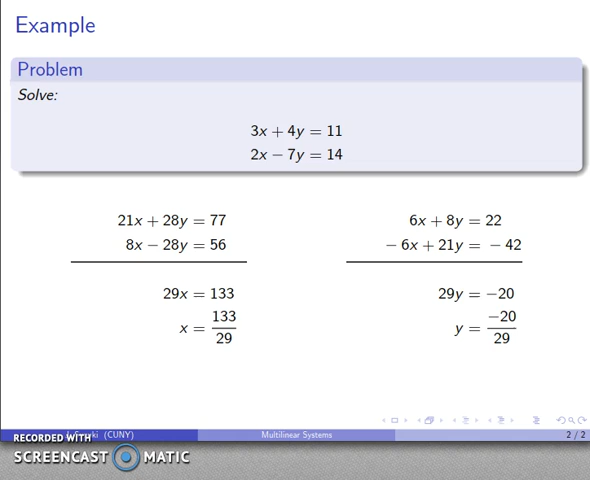 Example
Problem
Solve:
3x + 4y = 11
2x − 7y = 14
21x + 28y = 77
8x − 28y = 56
29x = 133
x = 133/29
6x + 8y = 22
− 6x + 21y = − 42
29y = −20
y = −20/29
(CUNY)
Multilinear Systems
2 / 2
RECORDED WITH
SCREENCAST MATIC